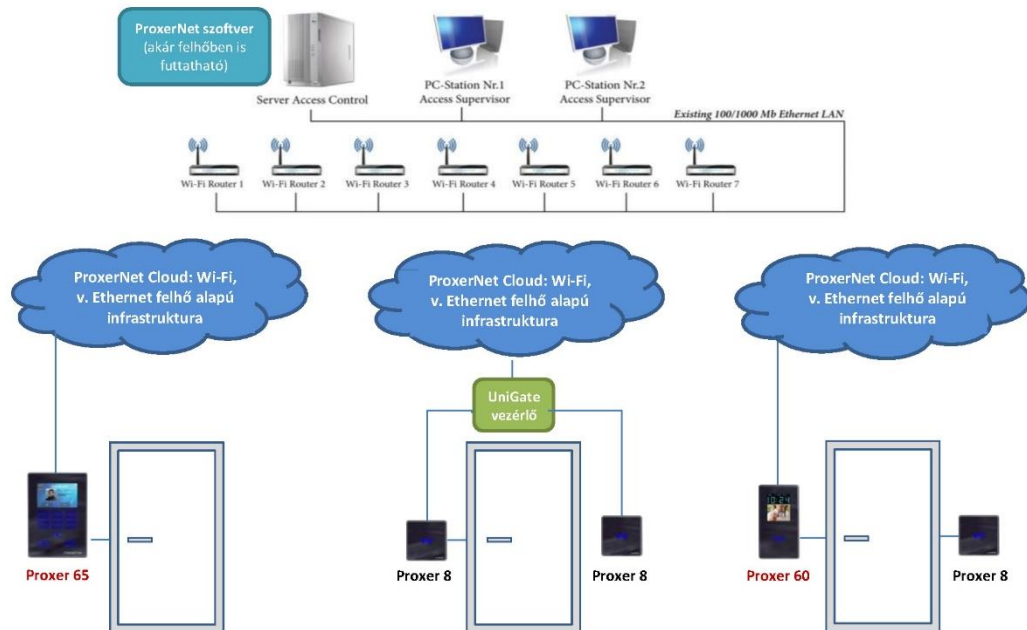 ProxerNet szoftver
(akár felhőben is
futtatható)
Server Access Control
PC-Station Nr.1
Access Supervisor
PC-Station Nr.2
Access Supervisor
Existing 100/1000 Mb Ethernet LAN
Wi-Fi Router 1
Wi-Fi Router 2
Wi-Fi Router 3
Wi-Fi Router 4
Wi-Fi Router 5
Wi-Fi Router 6
Wi-Fi Router 7
ProxerNet Cloud: Wi-Fi,
v. Ethernet felhő alapú
infrastruktura
ProxerNet Cloud: Wi-Fi,
v. Ethernet felhő alapú
infrastruktura
ProxerNet Cloud: Wi-Fi,
v. Ethernet felhő alapú
infrastruktura
UniGate
vezérlő
10:24
Proxer 65
Proxer 8
Proxer 8
Proxer 60
Proxer 8